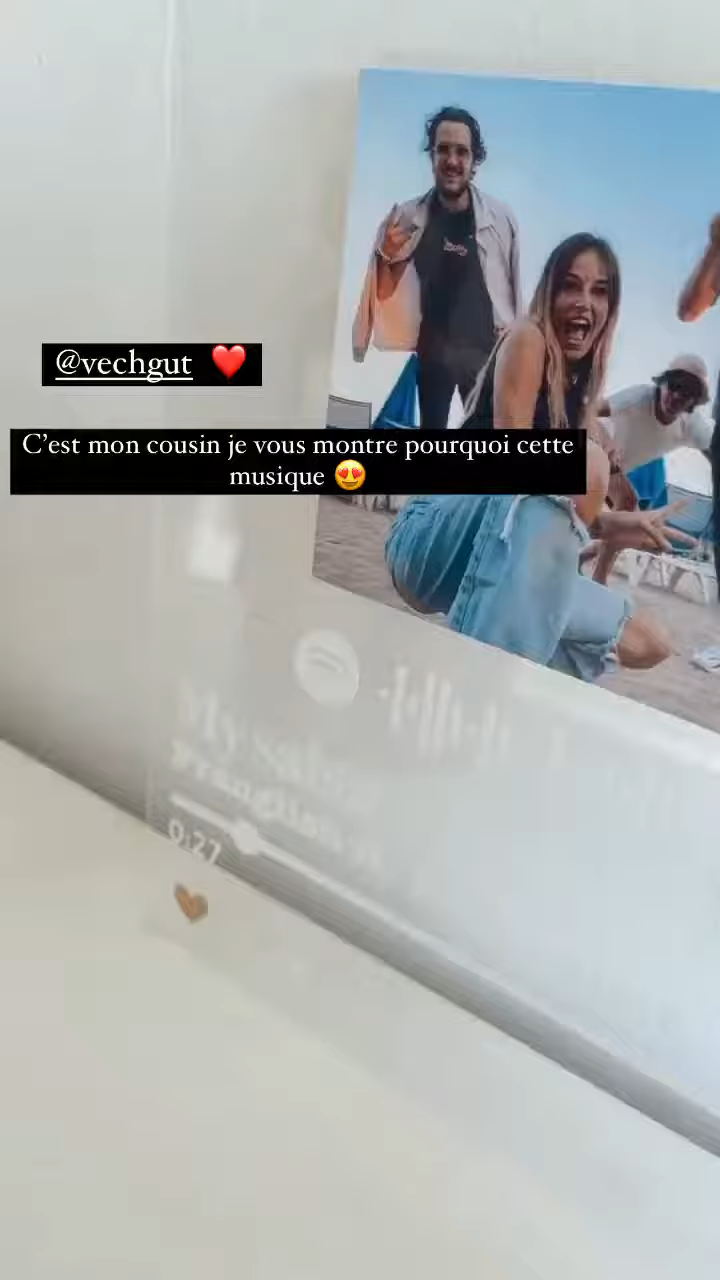 @vechgut ❤️
C’est mon cousin je vous montre pourquoi cette
musique 😍
0:27